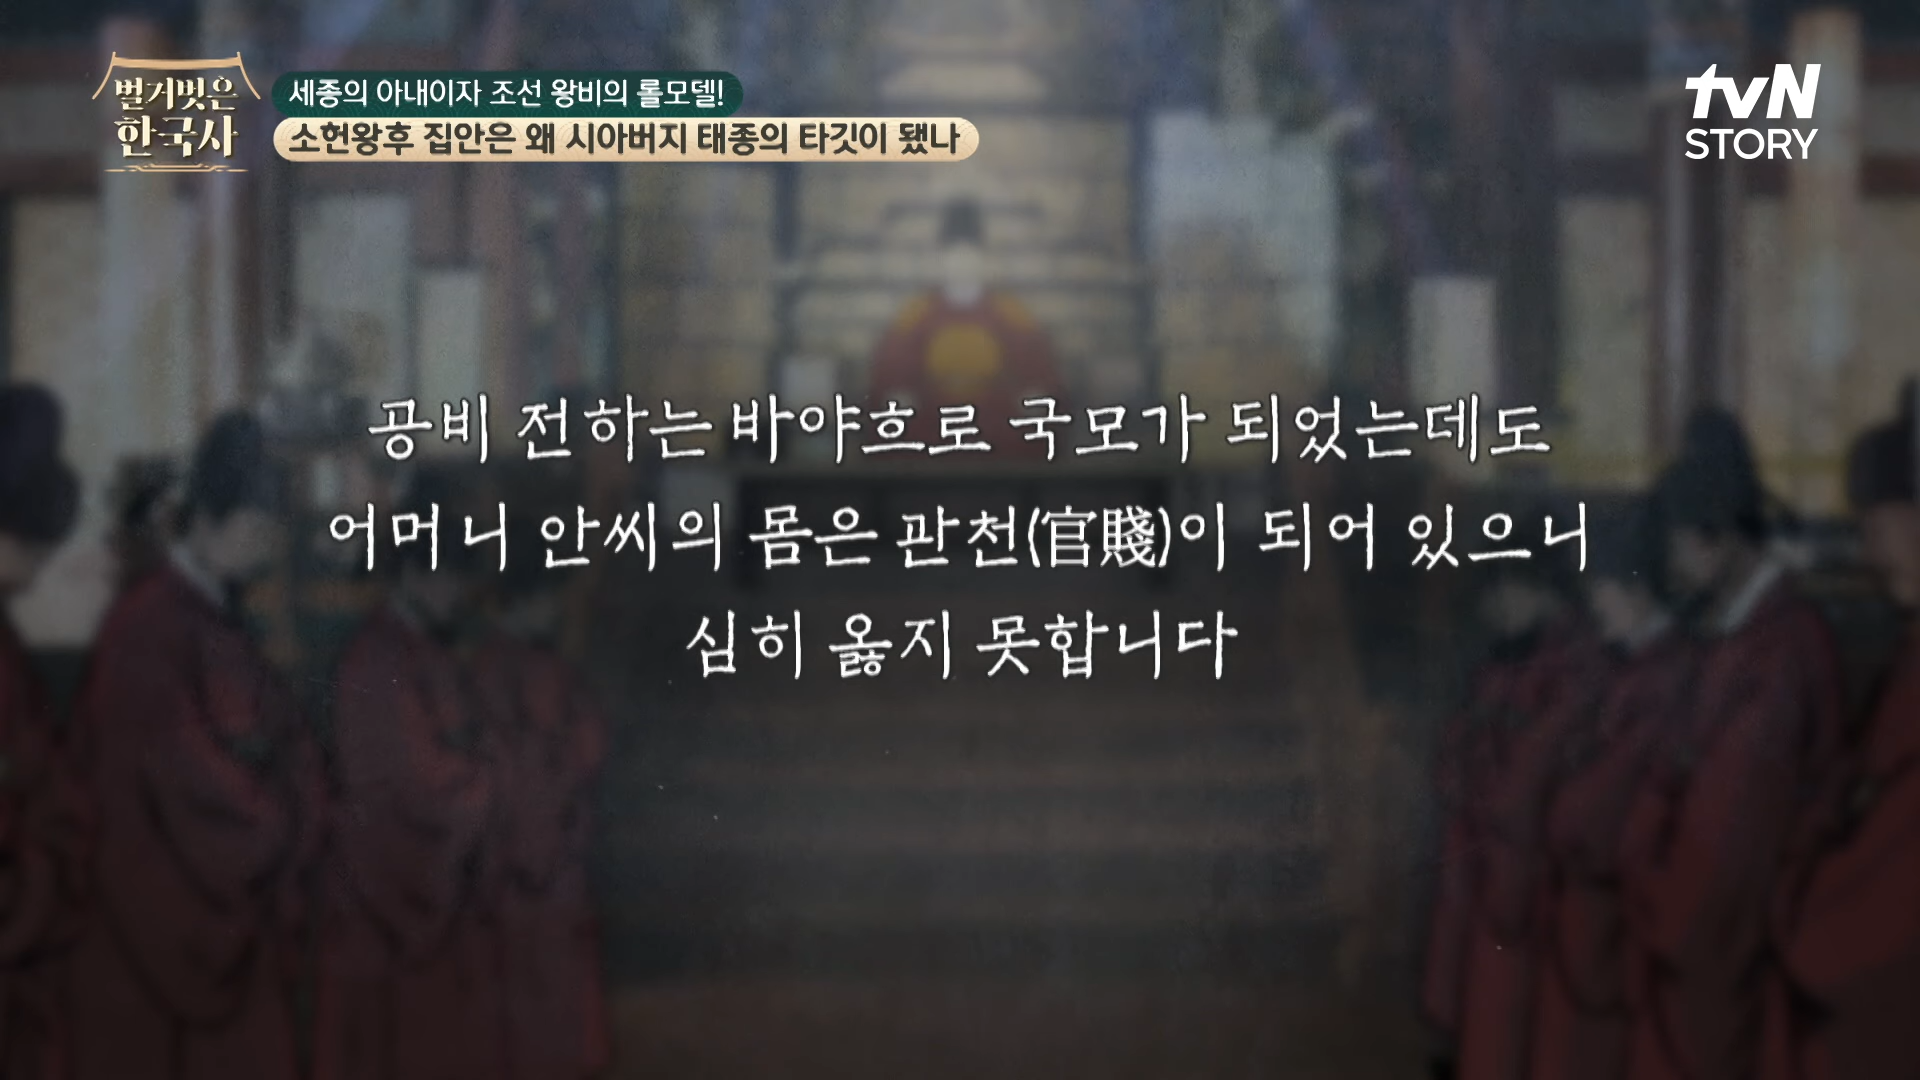 벌거벗은
한국사
세종의 아내이자 조선 왕비의 롤모델!
소헌왕후 집안은 왜 시아버지 태종의 타깃이 됐나
tvN
STORY
공비 전하는 바야흐로 국모가 되었는데도
어머니 안씨의 몸은 관천(官賤)이 되어 있으니
심히 옳지 못합니다